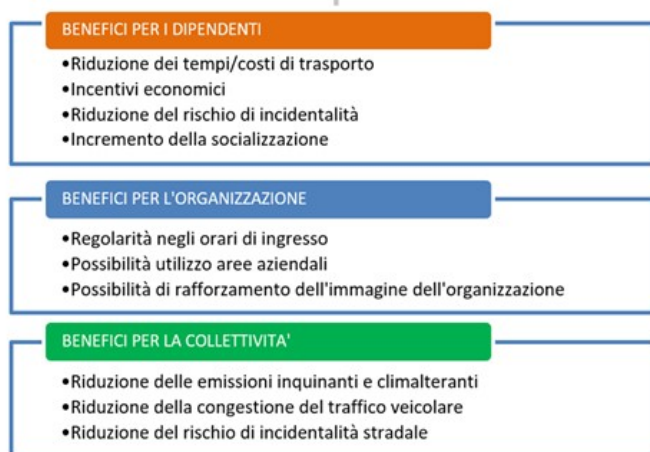 BENEFICI PER I DIPENDENTI
•Riduzione dei tempi/costi di trasporto
•Incentivi economici
•Riduzione del rischio di incidentalità
•Incremento della socializzazione
BENEFICI PER L'ORGANIZZAZIONE
•Regolarità negli orari di ingresso
•Possibilità utilizzo aree aziendali
•Possibilità di rafforzamento dell'immagine dell'organizzazione
BENEFICI PER LA COLLETTIVITA'
•Riduzione delle emissioni inquinanti e climalteranti
•Riduzione della congestione del traffico veicolare
•Riduzione del rischio di incidentalità stradale